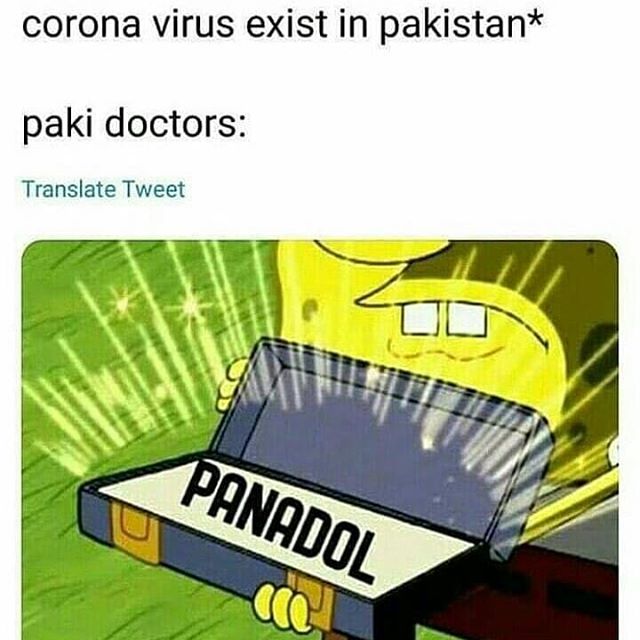 corona virus exist in pakistan*
paki doctors:
Translate Tweet
PANADOL